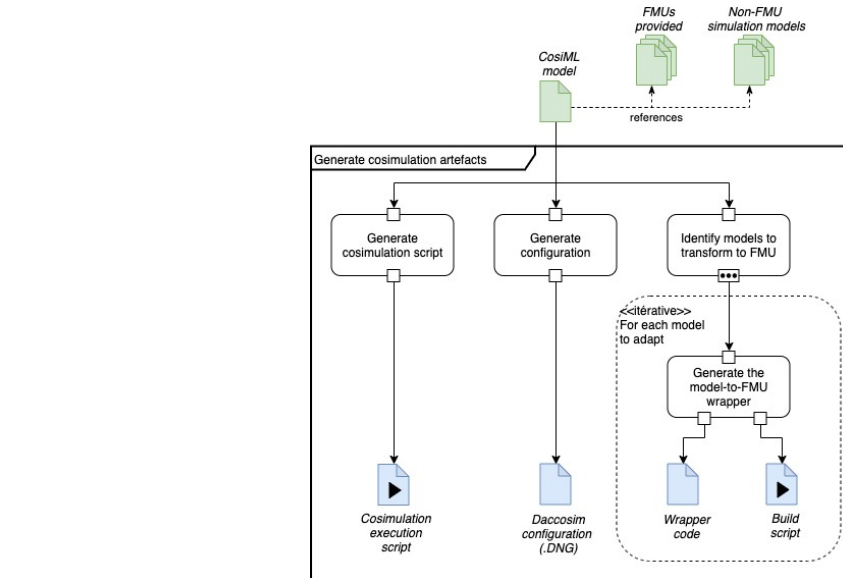 FMUs
provided
Non-FMU
simulation models
CosiML
model
references
Generate cosimulation artefacts
Generate
cosimulation script
Generate
configuration
Identify models to
transform to FMU
<<itérative>>
For each model
to adapt
Generate the
model-to-FMU
wrapper
Cosimulation
execution
script
Daccosim
configuration
(.DNG)
Wrapper
code
Build
script